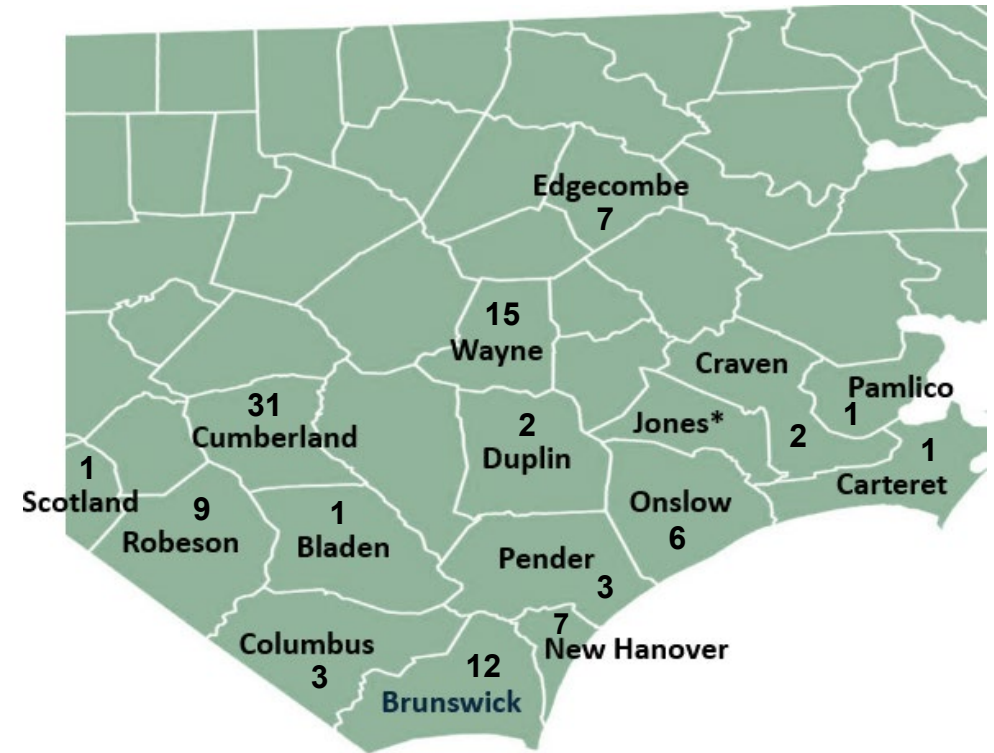 Edgecombe
7
15
Wayne
Craven
2
Pamlico
1
31
Cumberland
2
Duplin
Jones*
1
Carteret
1
Scotland
9
Robeson
1
Bladen
Onslow
6
Pender
3
Columbus
3
7
New Hanover
12
Brunswick